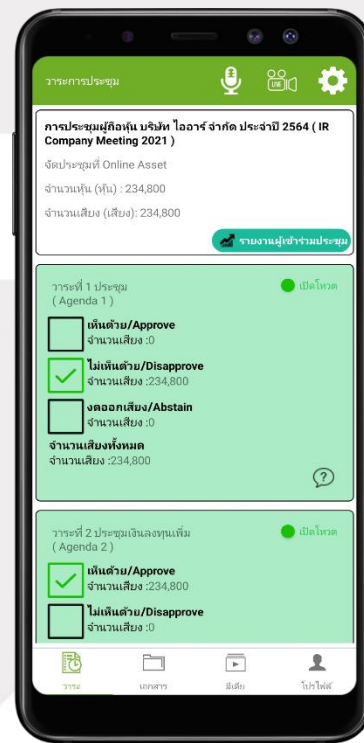 วาระการประชุม
LIVE
การประชุมผู้ถือหุ้น บริษัท ไออาร์ จำกัด ประจำปี 2564 ( IR
Company Meeting 2021 )
จัดประชุมที่ Online Asset
จำนวนหุ้น (หุ้น) : 234,800
จำนวนเสียง (เสียง): 234,800
รายงานผู้เข้าร่วมประชุม
วาระที่ 1 ประชุม
( Agenda 1 )
เปิดโหวต
เห็นด้วย/Approve
จำนวนเสียง :0
ไม่เห็นด้วย/Disapprove
จำนวนเสียง :234,800
งดออกเสียง/Abstain
จำนวนเสียง :0
จำนวนเสียงทั้งหมด
จำนวนเสียง :234,800
?
วาระที่ 2 ประชุมเงินลงทุนเพิ่ม
( Agenda 2 )
เปิดโหวต
เห็นด้วย/Approve
จำนวนเสียง :234,800
ไม่เห็นด้วย/Disapprove
จำนวนเสียง :0
วาระ
เอกสาร
มีเดีย
โปรไฟล์